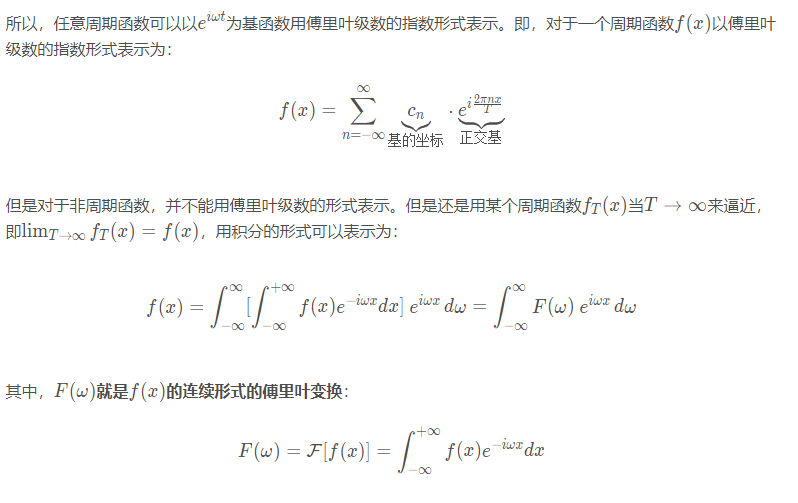 所以，任意周期函数可以以$e^{i\omega t}$为基函数用傅里叶级数的指数形式表示。即，对于一个周期函数$f(x)$以傅里叶
级数的指数形式表示为：
$f(x) = \sum_{n=-\infty}^{\infty} \underbrace{c_n}_{\text{基的坐标}} \cdot \underbrace{e^{i\frac{2\pi nx}{T}}}_{\text{正交基}}$
但是对于非周期函数，并不能用傅里叶级数的形式表示。但是还是用某个周期函数$f_T(x)$当$T \to \infty$来逼近，
即$\lim_{T \to \infty} f_T(x) = f(x)$，用积分的形式可以表示为：
$f(x) = \int_{-\infty}^{\infty} [\int_{-\infty}^{+\infty} f(x)e^{-i\omega x}dx] \, e^{i\omega x} \, d\omega = \int_{-\infty}^{\infty} F(\omega) \, e^{i\omega x} \, d\omega$
其中，$F(\omega)$就是$f(x)$的连续形式的傅里叶变换：
$F(\omega) = \mathcal{F}[f(x)] = \int_{-\infty}^{+\infty} f(x)e^{-i\omega x}dx$